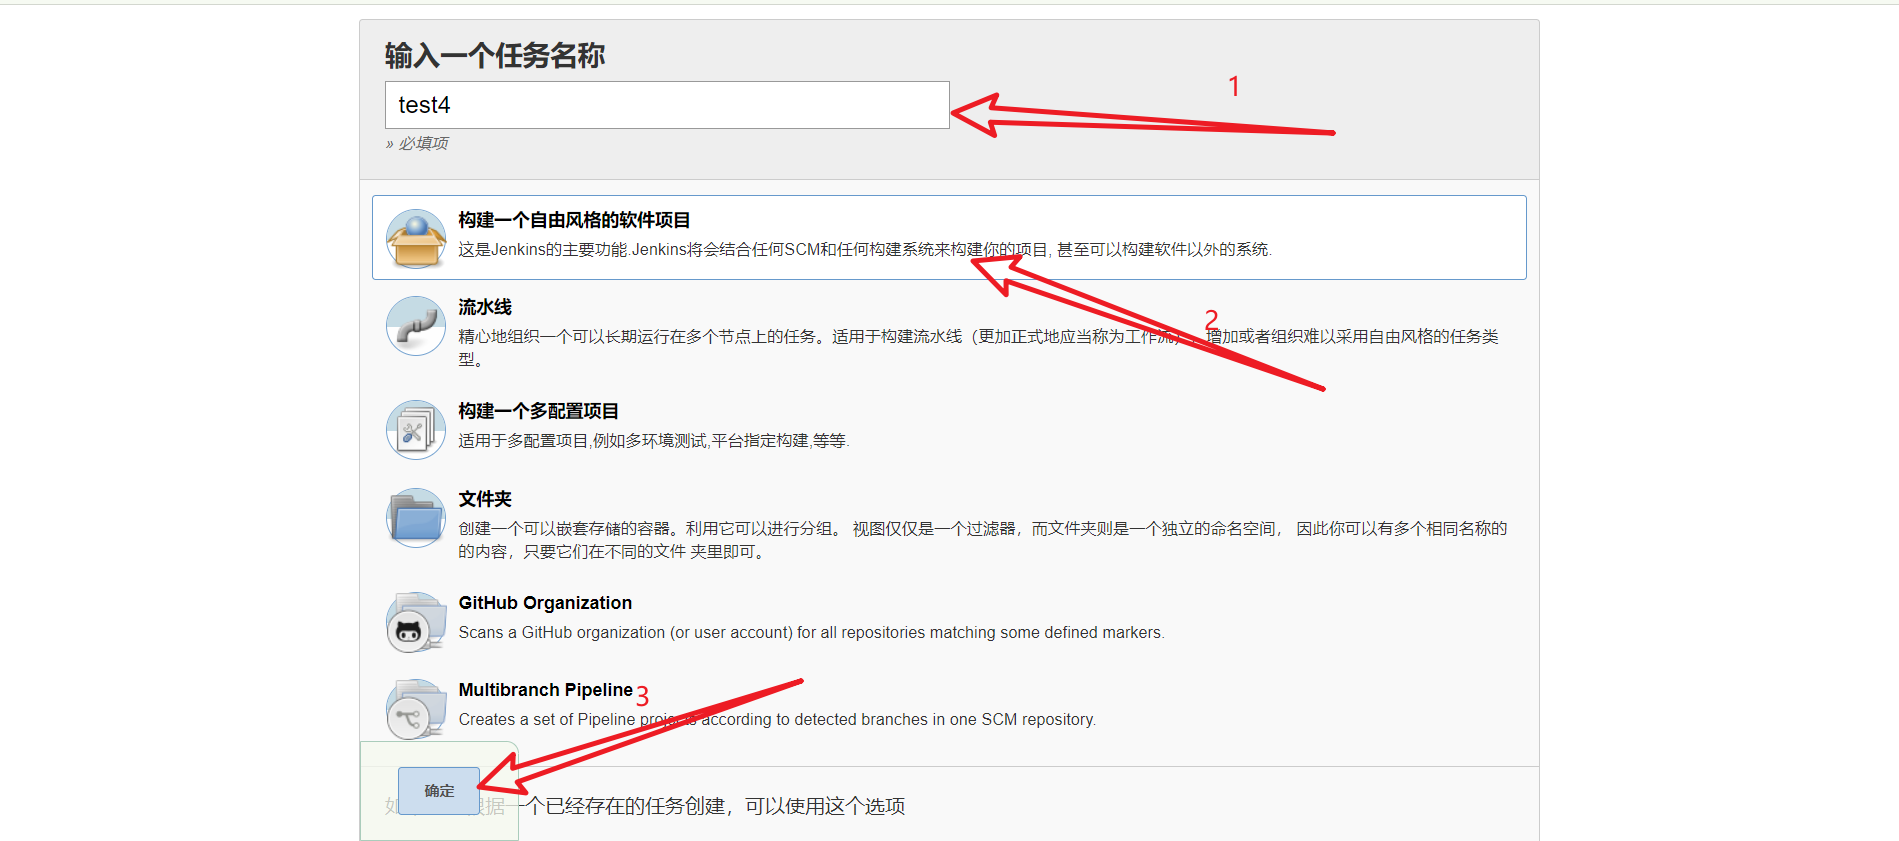 输入一个任务名称
1
test4
» 必填项
构建一个自由风格的软件项目
这是Jenkins的主要功能.Jenkins将会结合任何SCM和任何构建系统来构建你的项目, 甚至可以构建软件以外的系统.
2
流水线
精心地组织一个可以长期运行在多个节点上的任务。适用于构建流水线（更加正式地应当称为工作流），增加或者组织难以采用自由风格的任务类
型。
构建一个多配置项目
适用于多配置项目,例如多环境测试,平台指定构建,等等.
文件夹
创建一个可以嵌套存储的容器。利用它可以进行分组。 视图仅仅是一个过滤器，而文件夹则是一个独立的命名空间， 因此你可以有多个相同名称的
的内容，只要它们在不同的文件 夹里即可。
GitHub Organization
Scans a GitHub organization (or user account) for all repositories matching some defined markers.
Multibranch Pipeline
3
Creates a set of Pipeline projects according to detected branches in one SCM repository.
确定
如 根据一个已经存在的任务创建，可以使用这个选项